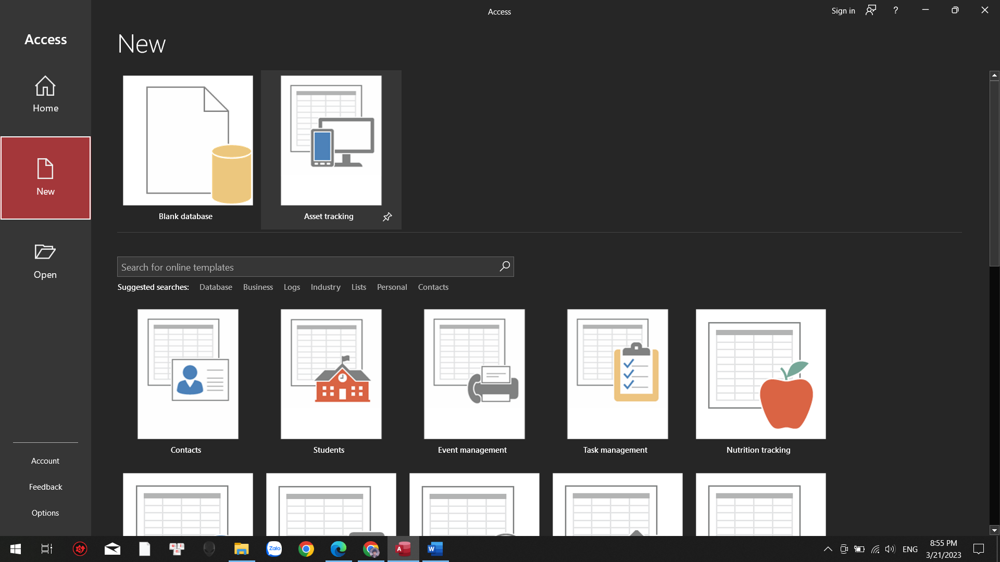 Access
Sign in
?
Access
Home
New
Open
Account
Feedback
Options
New
Blank database
Asset tracking
Search for online templates
Suggested searches: Database Business Logs Industry Lists Personal Contacts
Contacts
Students
Event management
Task management
Nutrition tracking
u i
n
Zalo
A
W
ENG
8:55 PM
3/21/2023